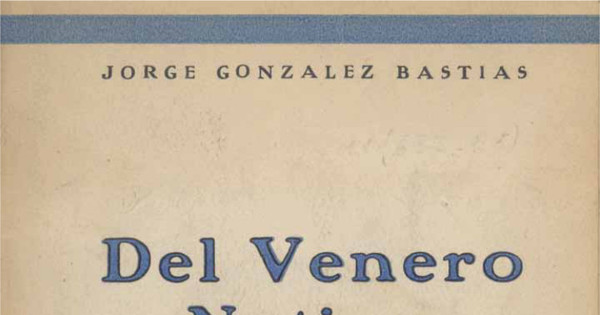 JORGE GONZALEZ BASTIAS
Del Venero